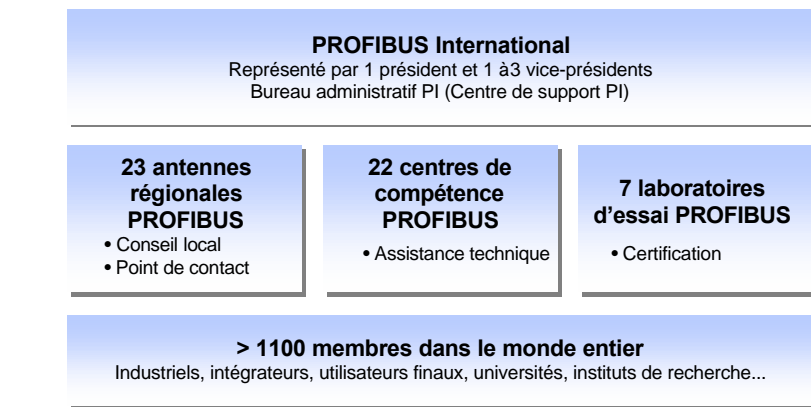 PROFIBUS International
Représenté par 1 président et 1 à3 vice-présidents
Bureau administratif PI (Centre de support PI)
23 antennes
régionales
PROFIBUS
• Conseil local
• Point de contact
22 centres de
compétence
PROFIBUS
• Assistance technique
7 laboratoires
d'essai PROFIBUS
• Certification
> 1100 membres dans le monde entier
Industriels, intégrateurs, utilisateurs finaux, universités, instituts de recherche...